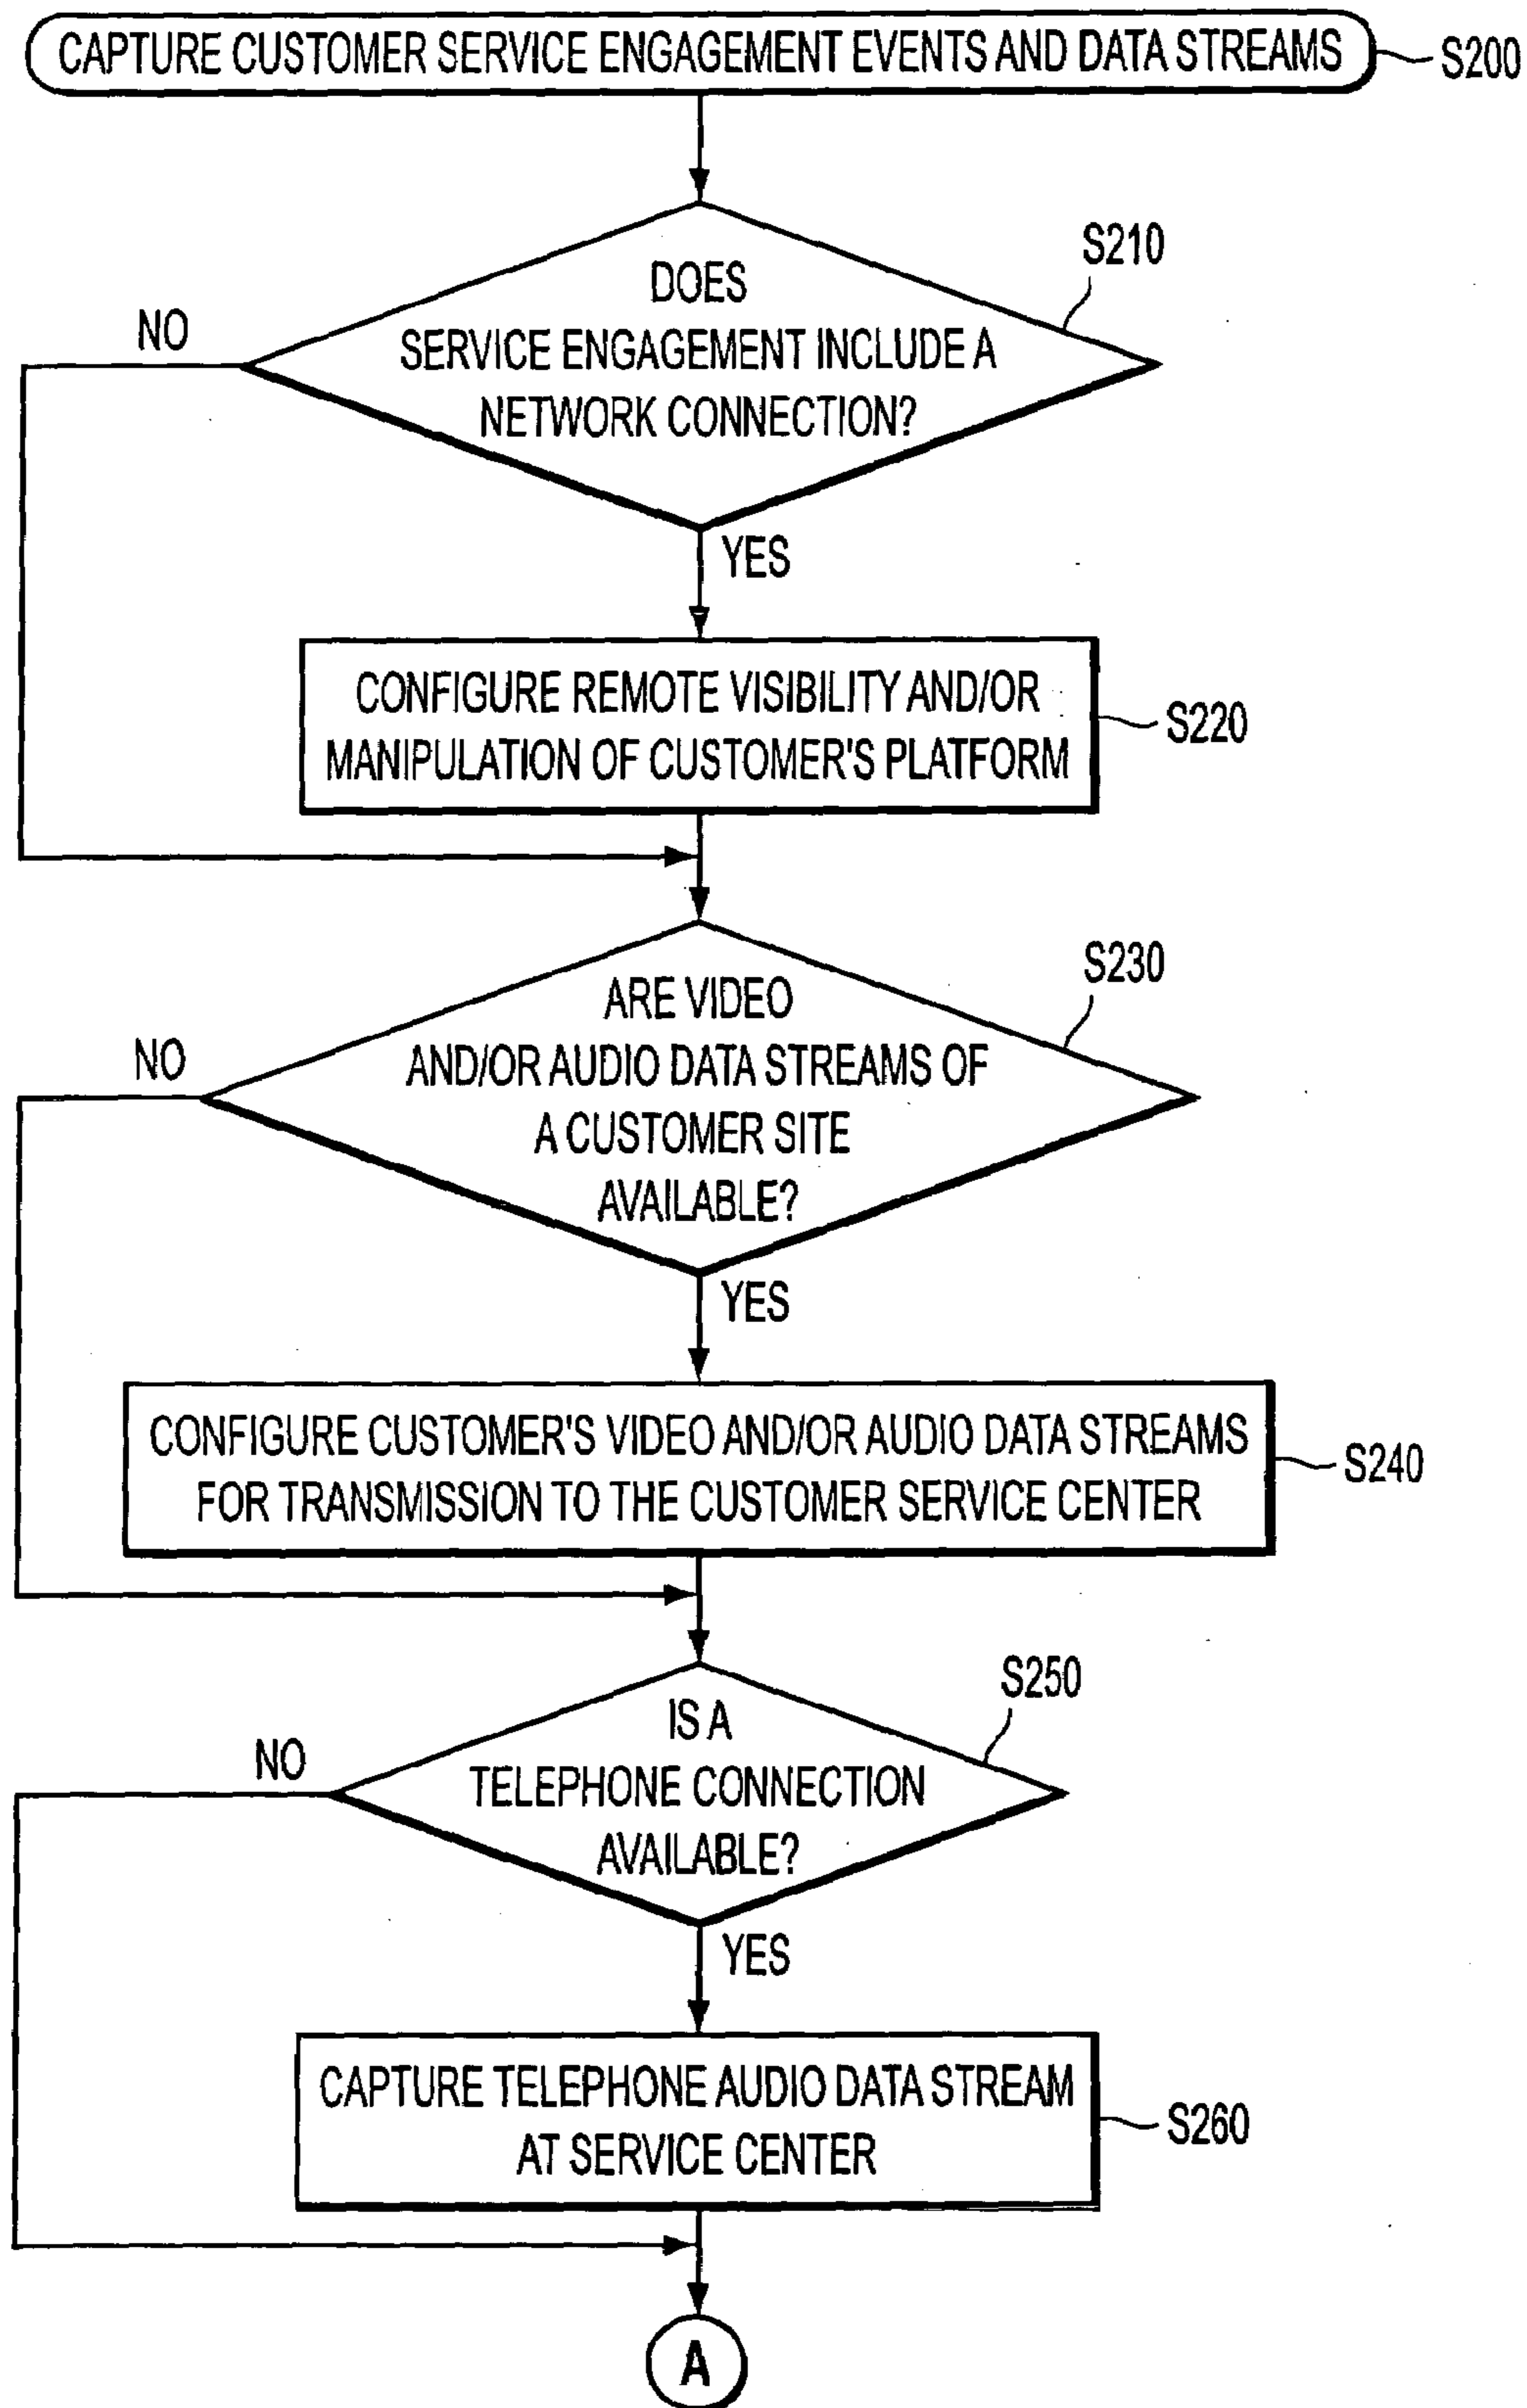 CAPTURE CUSTOMER SERVICE ENGAGEMENT EVENTS AND DATA STREAMS
S200
S210
DOES
SERVICE ENGAGEMENT INCLUDE A
NETWORK CONNECTION?
NO
YES
CONFIGURE REMOTE VISIBILITY AND/OR
MANIPULATION OF CUSTOMER'S PLATFORM
S220
S230
ARE VIDEO
AND/OR AUDIO DATA STREAMS OF
A CUSTOMER SITE
AVAILABLE?
NO
YES
CONFIGURE CUSTOMER'S VIDEO AND/OR AUDIO DATA STREAMS
FOR TRANSMISSION TO THE CUSTOMER SERVICE CENTER
S240
S250
IS A
TELEPHONE CONNECTION
AVAILABLE?
NO
YES
CAPTURE TELEPHONE AUDIO DATA STREAM
AT SERVICE CENTER
S260
A